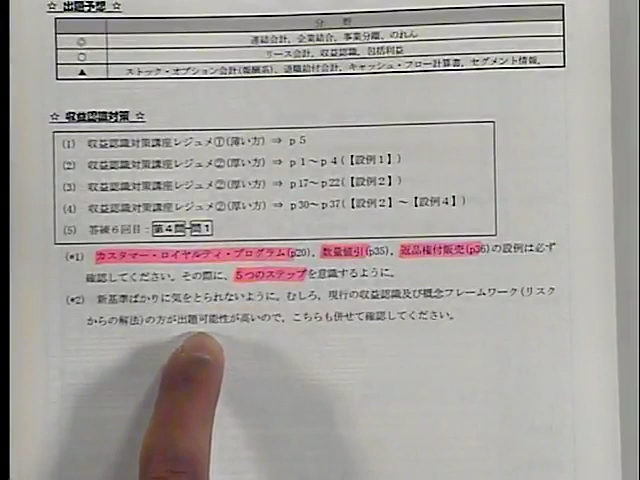 ☆ 出題予想 ☆
分野
◎ 連結会計、企業結合、事業分離、のれん
○ リース会計、収益認識、包括利益
▲ ストック・オプション会計(報酬系)、退職給付会計、キャッシュ・フロー計算書、セグメント情報、
☆ 収益認識対策 ☆
(1) 収益認識対策講座レジュメ①(薄い方) ⇒ p5
(2) 収益認識対策講座レジュメ②(厚い方) ⇒ p1～p4(【設例1】)
(3) 収益認識対策講座レジュメ②(厚い方) ⇒ p17～p22(【設例2】)
(4) 収益認識対策講座レジュメ②(厚い方) ⇒ p30～p37(【設例2】～【設例4】)
(5) 答練6回目：第4問-問1
(*1) カスタマー・ロイヤルティ・プログラム(p20)、数量値引(p35)、返品権付販売(p36)の設例は必ず
確認してください。その際に、5つのステップを意識するように。
(*2) 新基準ばかりに気をとられないように。むしろ、現行の収益認識及び概念フレームワーク(リスク
からの解法)の方が出題可能性が高いので、こちらも併せて確認してください。